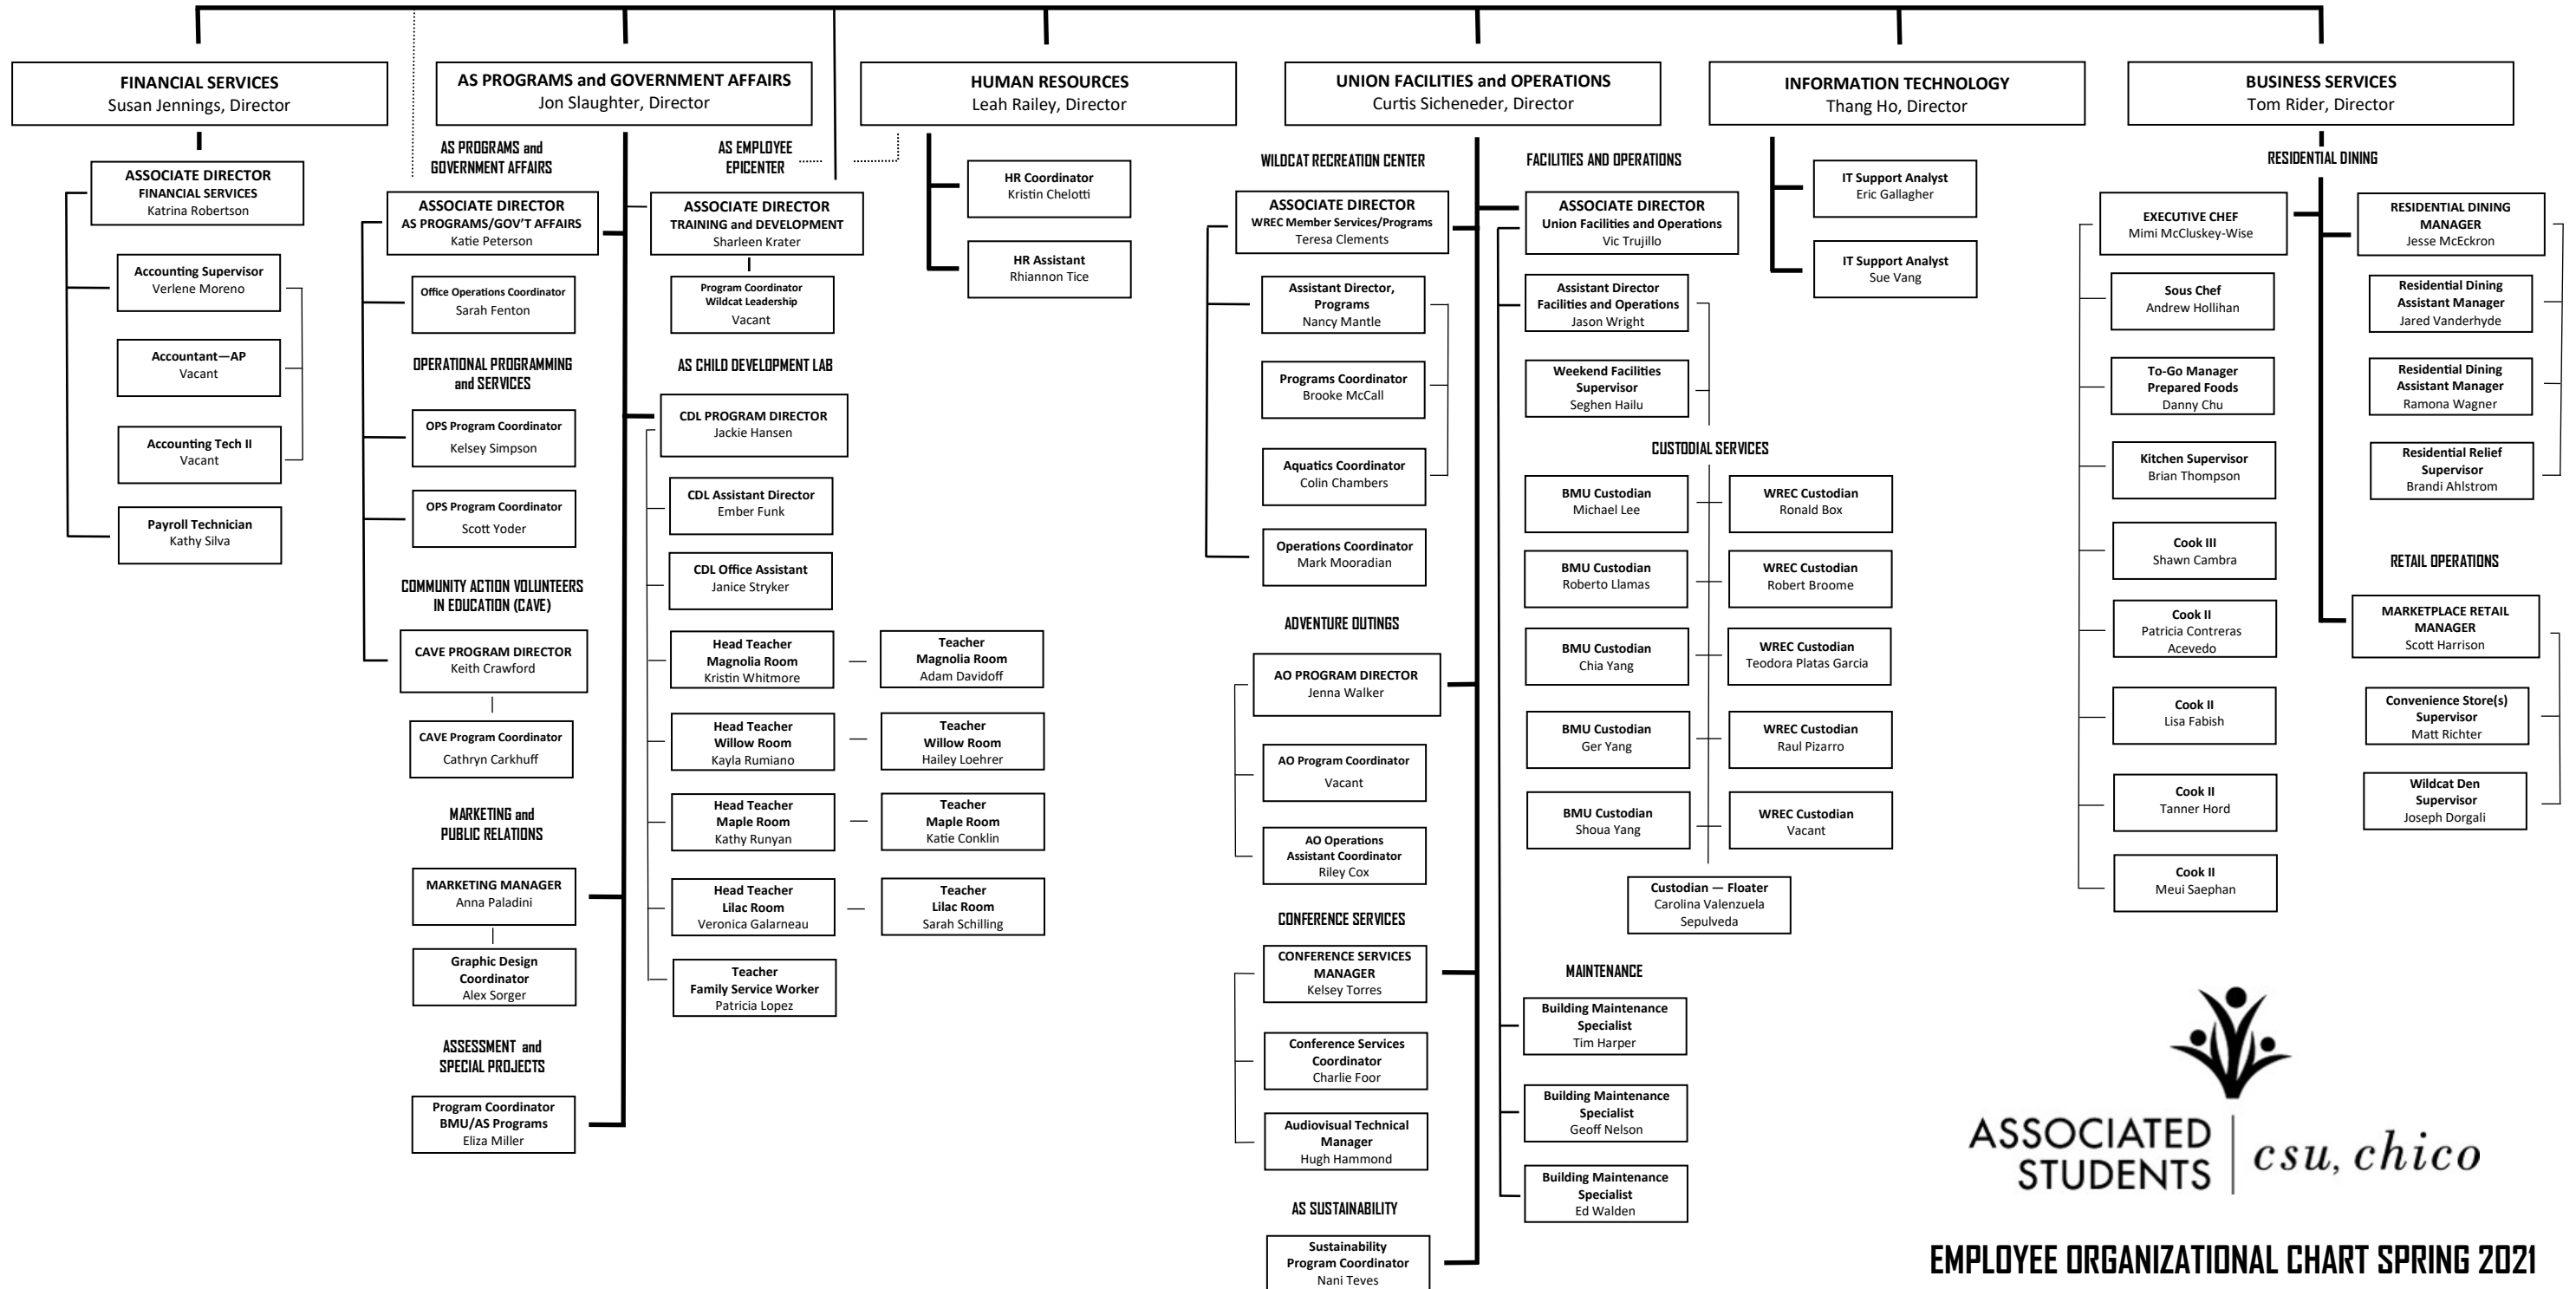 FINANCIAL SERVICES
Susan Jennings, Director
AS PROGRAMS and GOVERNMENT AFFAIRS
Jon Slaughter, Director
HUMAN RESOURCES
Leah Railey, Director
UNION FACILITIES and OPERATIONS
Curtis Sicheneder, Director
INFORMATION TECHNOLOGY
Thang Ho, Director
BUSINESS SERVICES
Tom Rider, Director
ASSOCIATE DIRECTOR
FINANCIAL SERVICES
Katrina Robertson
Accounting Supervisor
Verlene Moreno
Accountant—AP
Vacant
Accounting Tech II
Vacant
Payroll Technician
Kathy Silva
AS PROGRAMS and
GOVERNMENT AFFAIRS
ASSOCIATE DIRECTOR
AS PROGRAMS/GOV’T AFFAIRS
Katie Peterson
Office Operations Coordinator
Sarah Fenton
OPERATIONAL PROGRAMMING
and SERVICES
OPS Program Coordinator
Kelsey Simpson
OPS Program Coordinator
Scott Yoder
COMMUNITY ACTION VOLUNTEERS
IN EDUCATION (CAVE)
CAVE PROGRAM DIRECTOR
Keith Crawford
CAVE Program Coordinator
Cathryn Carkhuff
MARKETING and
PUBLIC RELATIONS
MARKETING MANAGER
Anna Paladini
Graphic Design
Coordinator
Alex Sorger
ASSESSMENT and
SPECIAL PROJECTS
Program Coordinator
BMU/AS Programs
Eliza Miller
AS EMPLOYEE
EPICENTER
ASSOCIATE DIRECTOR
TRAINING and DEVELOPMENT
Sharleen Krater
Program Coordinator
Wildcat Leadership
Vacant
AS CHILD DEVELOPMENT LAB
CDL PROGRAM DIRECTOR
Jackie Hansen
CDL Assistant Director
Ember Funk
CDL Office Assistant
Janice Stryker
Head Teacher
Magnolia Room
Kristin Whitmore
Teacher
Magnolia Room
Adam Davidoff
Head Teacher
Willow Room
Kayla Rumiano
Teacher
Willow Room
Hailey Loehrer
Head Teacher
Maple Room
Kathy Runyan
Teacher
Maple Room
Katie Conklin
Head Teacher
Lilac Room
Veronica Galarneau
Teacher
Lilac Room
Sarah Schilling
Teacher
Family Service Worker
Patricia Lopez
HR Coordinator
Kristin Chelotti
HR Assistant
Rhiannon Tice
WILDCAT RECREATION CENTER
ASSOCIATE DIRECTOR
WREC Member Services/Programs
Teresa Clements
Assistant Director,
Programs
Nancy Mantle
Programs Coordinator
Brooke McCall
Aquatics Coordinator
Colin Chambers
Operations Coordinator
Mark Mooradian
ADVENTURE OUTINGS
AO PROGRAM DIRECTOR
Jenna Walker
AO Program Coordinator
Vacant
AO Operations
Assistant Coordinator
Riley Cox
CONFERENCE SERVICES
CONFERENCE SERVICES
MANAGER
Kelsey Torres
Conference Services
Coordinator
Charlie Foor
Audiovisual Technical
Manager
Hugh Hammond
AS SUSTAINABILITY
Sustainability
Program Coordinator
Nani Teves
FACILITIES AND OPERATIONS
ASSOCIATE DIRECTOR
Union Facilities and Operations
Vic Trujillo
Assistant Director
Facilities and Operations
Jason Wright
Weekend Facilities
Supervisor
Seghen Hailu
CUSTODIAL SERVICES
BMU Custodian
Michael Lee
WREC Custodian
Ronald Box
BMU Custodian
Roberto Llamas
WREC Custodian
Robert Broome
BMU Custodian
Chia Yang
WREC Custodian
Teodora Platas Garcia
BMU Custodian
Ger Yang
WREC Custodian
Raul Pizarro
BMU Custodian
Shoua Yang
WREC Custodian
Vacant
Custodian — Floater
Carolina Valenzuela
Sepulveda
MAINTENANCE
Building Maintenance
Specialist
Tim Harper
Building Maintenance
Specialist
Geoff Nelson
Building Maintenance
Specialist
Ed Walden
IT Support Analyst
Eric Gallagher
IT Support Analyst
Sue Vang
RESIDENTIAL DINING
EXECUTIVE CHEF
Mimi McCluskey-Wise
Sous Chef
Andrew Hollihan
To-Go Manager
Prepared Foods
Danny Chu
Kitchen Supervisor
Brian Thompson
Cook III
Shawn Cambra
Cook II
Patricia Contreras
Acevedo
Cook II
Lisa Fabish
Cook II
Tanner Hord
Cook II
Meui Saephan
RESIDENTIAL DINING
MANAGER
Jesse McEckron
Residential Dining
Assistant Manager
Jared Vanderhyde
Residential Dining
Assistant Manager
Ramona Wagner
Residential Relief
Supervisor
Brandi Ahlstrom
RETAIL OPERATIONS
MARKETPLACE RETAIL
MANAGER
Scott Harrison
Convenience Store(s)
Supervisor
Matt Richter
Wildcat Den
Supervisor
Joseph Dorgali
ASSOCIATED
STUDENTS
csu, chico
EMPLOYEE ORGANIZATIONAL CHART SPRING 2021